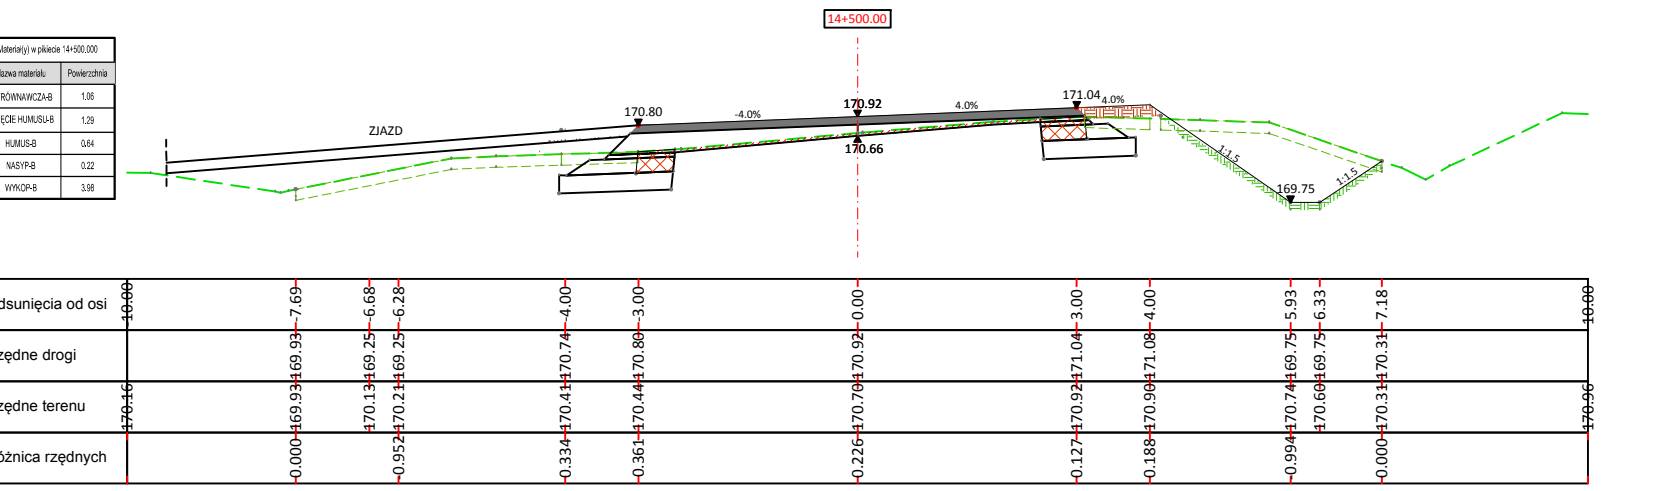 14+500.00
Materiał(y) w pikiecie 14+500.000
Nazwa materiału Powierzchnia
RÓWNAWCZA-B 1.06
ĘCIE HUMUSU-B 1.29
HUMUS-B 0.64
NASYP-B 0.22
WYKOP-B 3.98
ZJAZD
170.80
-4.0%
170.92
4.0%
171.04
4.0%
170.66
1:1.5
169.75
1:1.5
dsunięcia od osi -10.00 -7.69 -6.68 -6.28 -4.00 -3.00 0.00 3.00 4.00 5.93 6.33 7.18 10.00
zędne drogi 169.93 169.25 169.25 170.74 170.80 170.92 171.04 171.08 169.75 169.75 170.31
zędne terenu 170.16 169.93 170.13 170.21 170.41 170.44 170.70 170.92 170.90 170.74 170.60 170.31 170.96
óżnica rzędnych 0.000 -0.952 0.334 0.361 0.226 0.127 0.188 -0.994 0.000